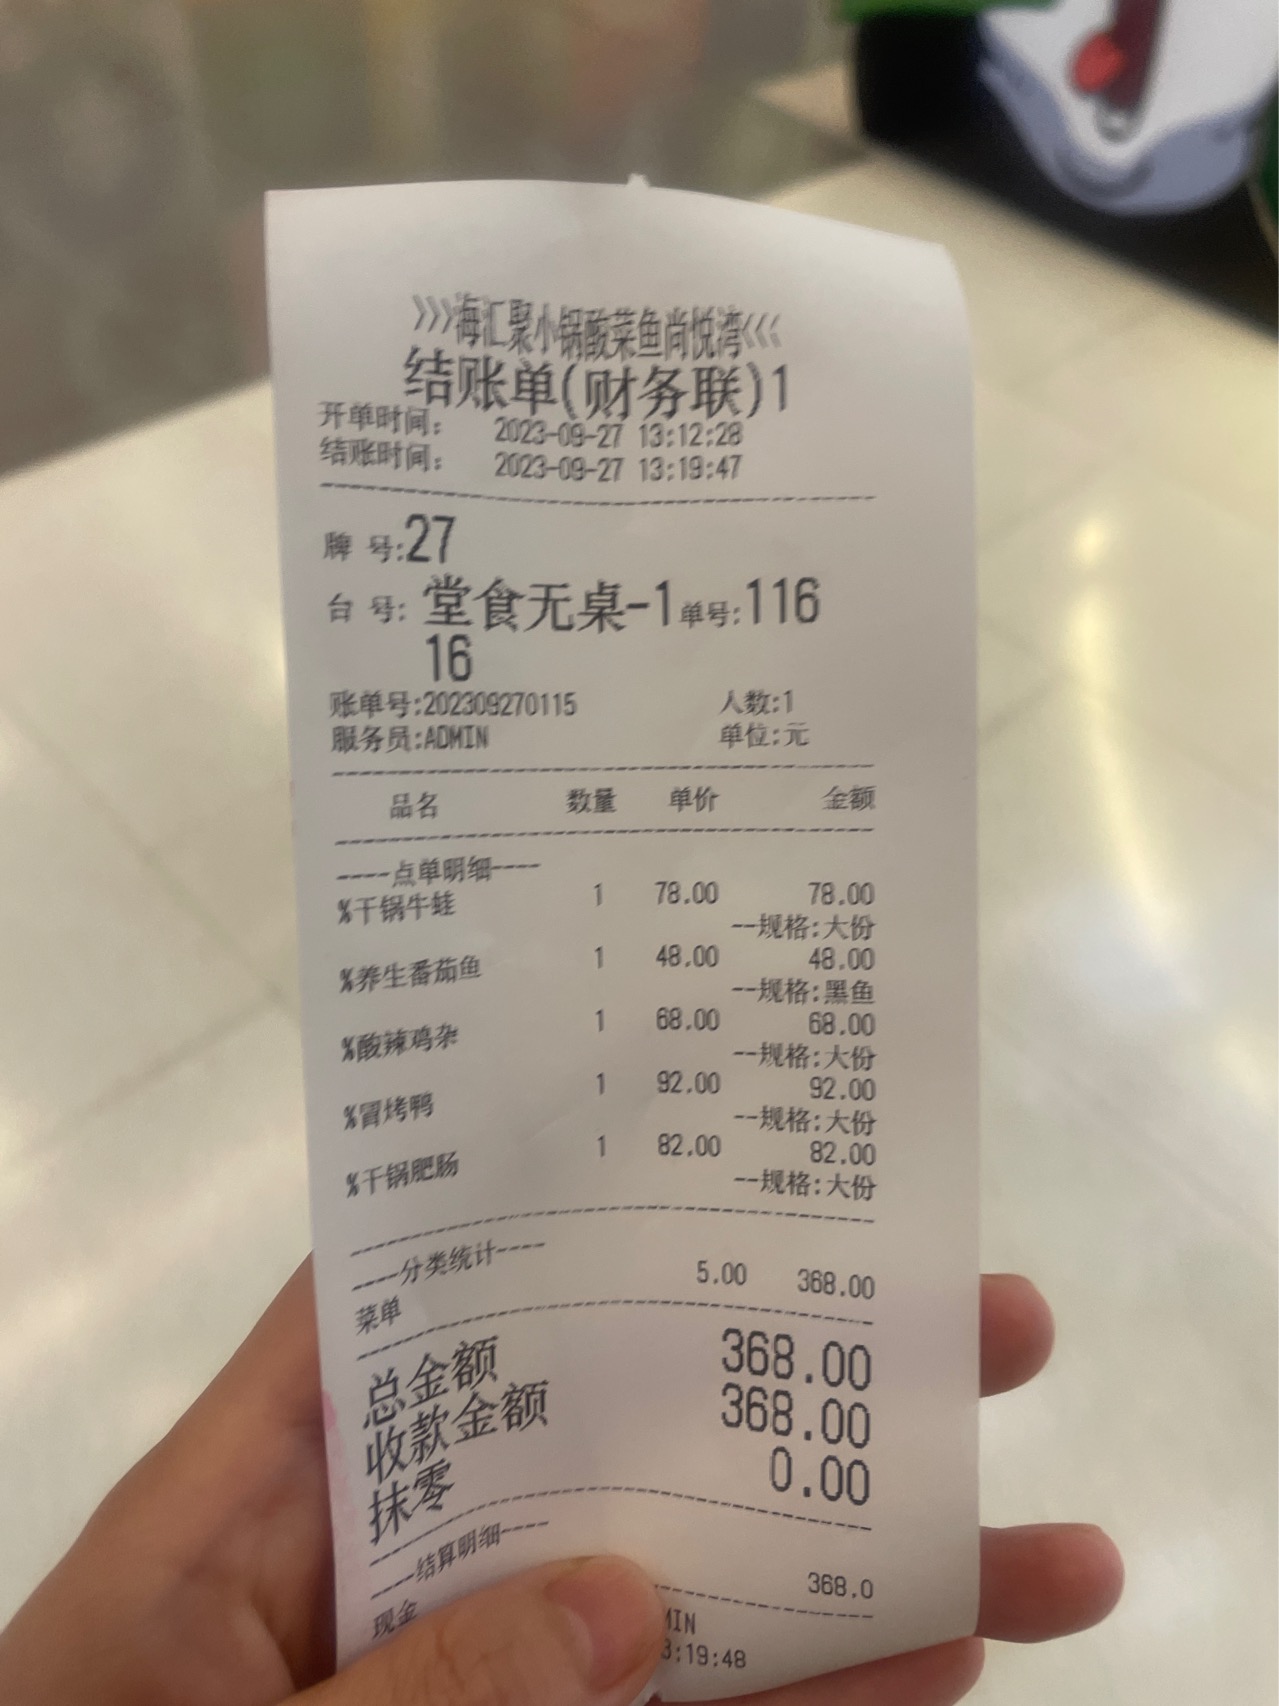 >>>海汇聚小锅酸菜鱼尚悦湾<<<
结账单(财务联)1
开单时间: 2023-09-27 13:12:28
结账时间: 2023-09-27 13:19:47
牌 号:27
台 号: 堂食无桌-1 单号:116
16
账单号:202309270115 人数:1
服务员:ADMIN 单位:元
品名 数量 单价 金额
----点单明细----
%干锅牛蛙 1 78.00 78.00
--规格:大份
%养生番茄鱼 1 48.00 48.00
--规格:黑鱼
%酸辣鸡杂 1 68.00 68.00
--规格:大份
%冒烤鸭 1 92.00 92.00
--规格:大份
%干锅肥肠 1 82.00 82.00
--规格:大份
----分类统计----
菜单 5.00 368.00
总金额 368.00
收款金额 368.00
抹零 0.00
----结算明细----
现金 368.0
MIN
3:19:48